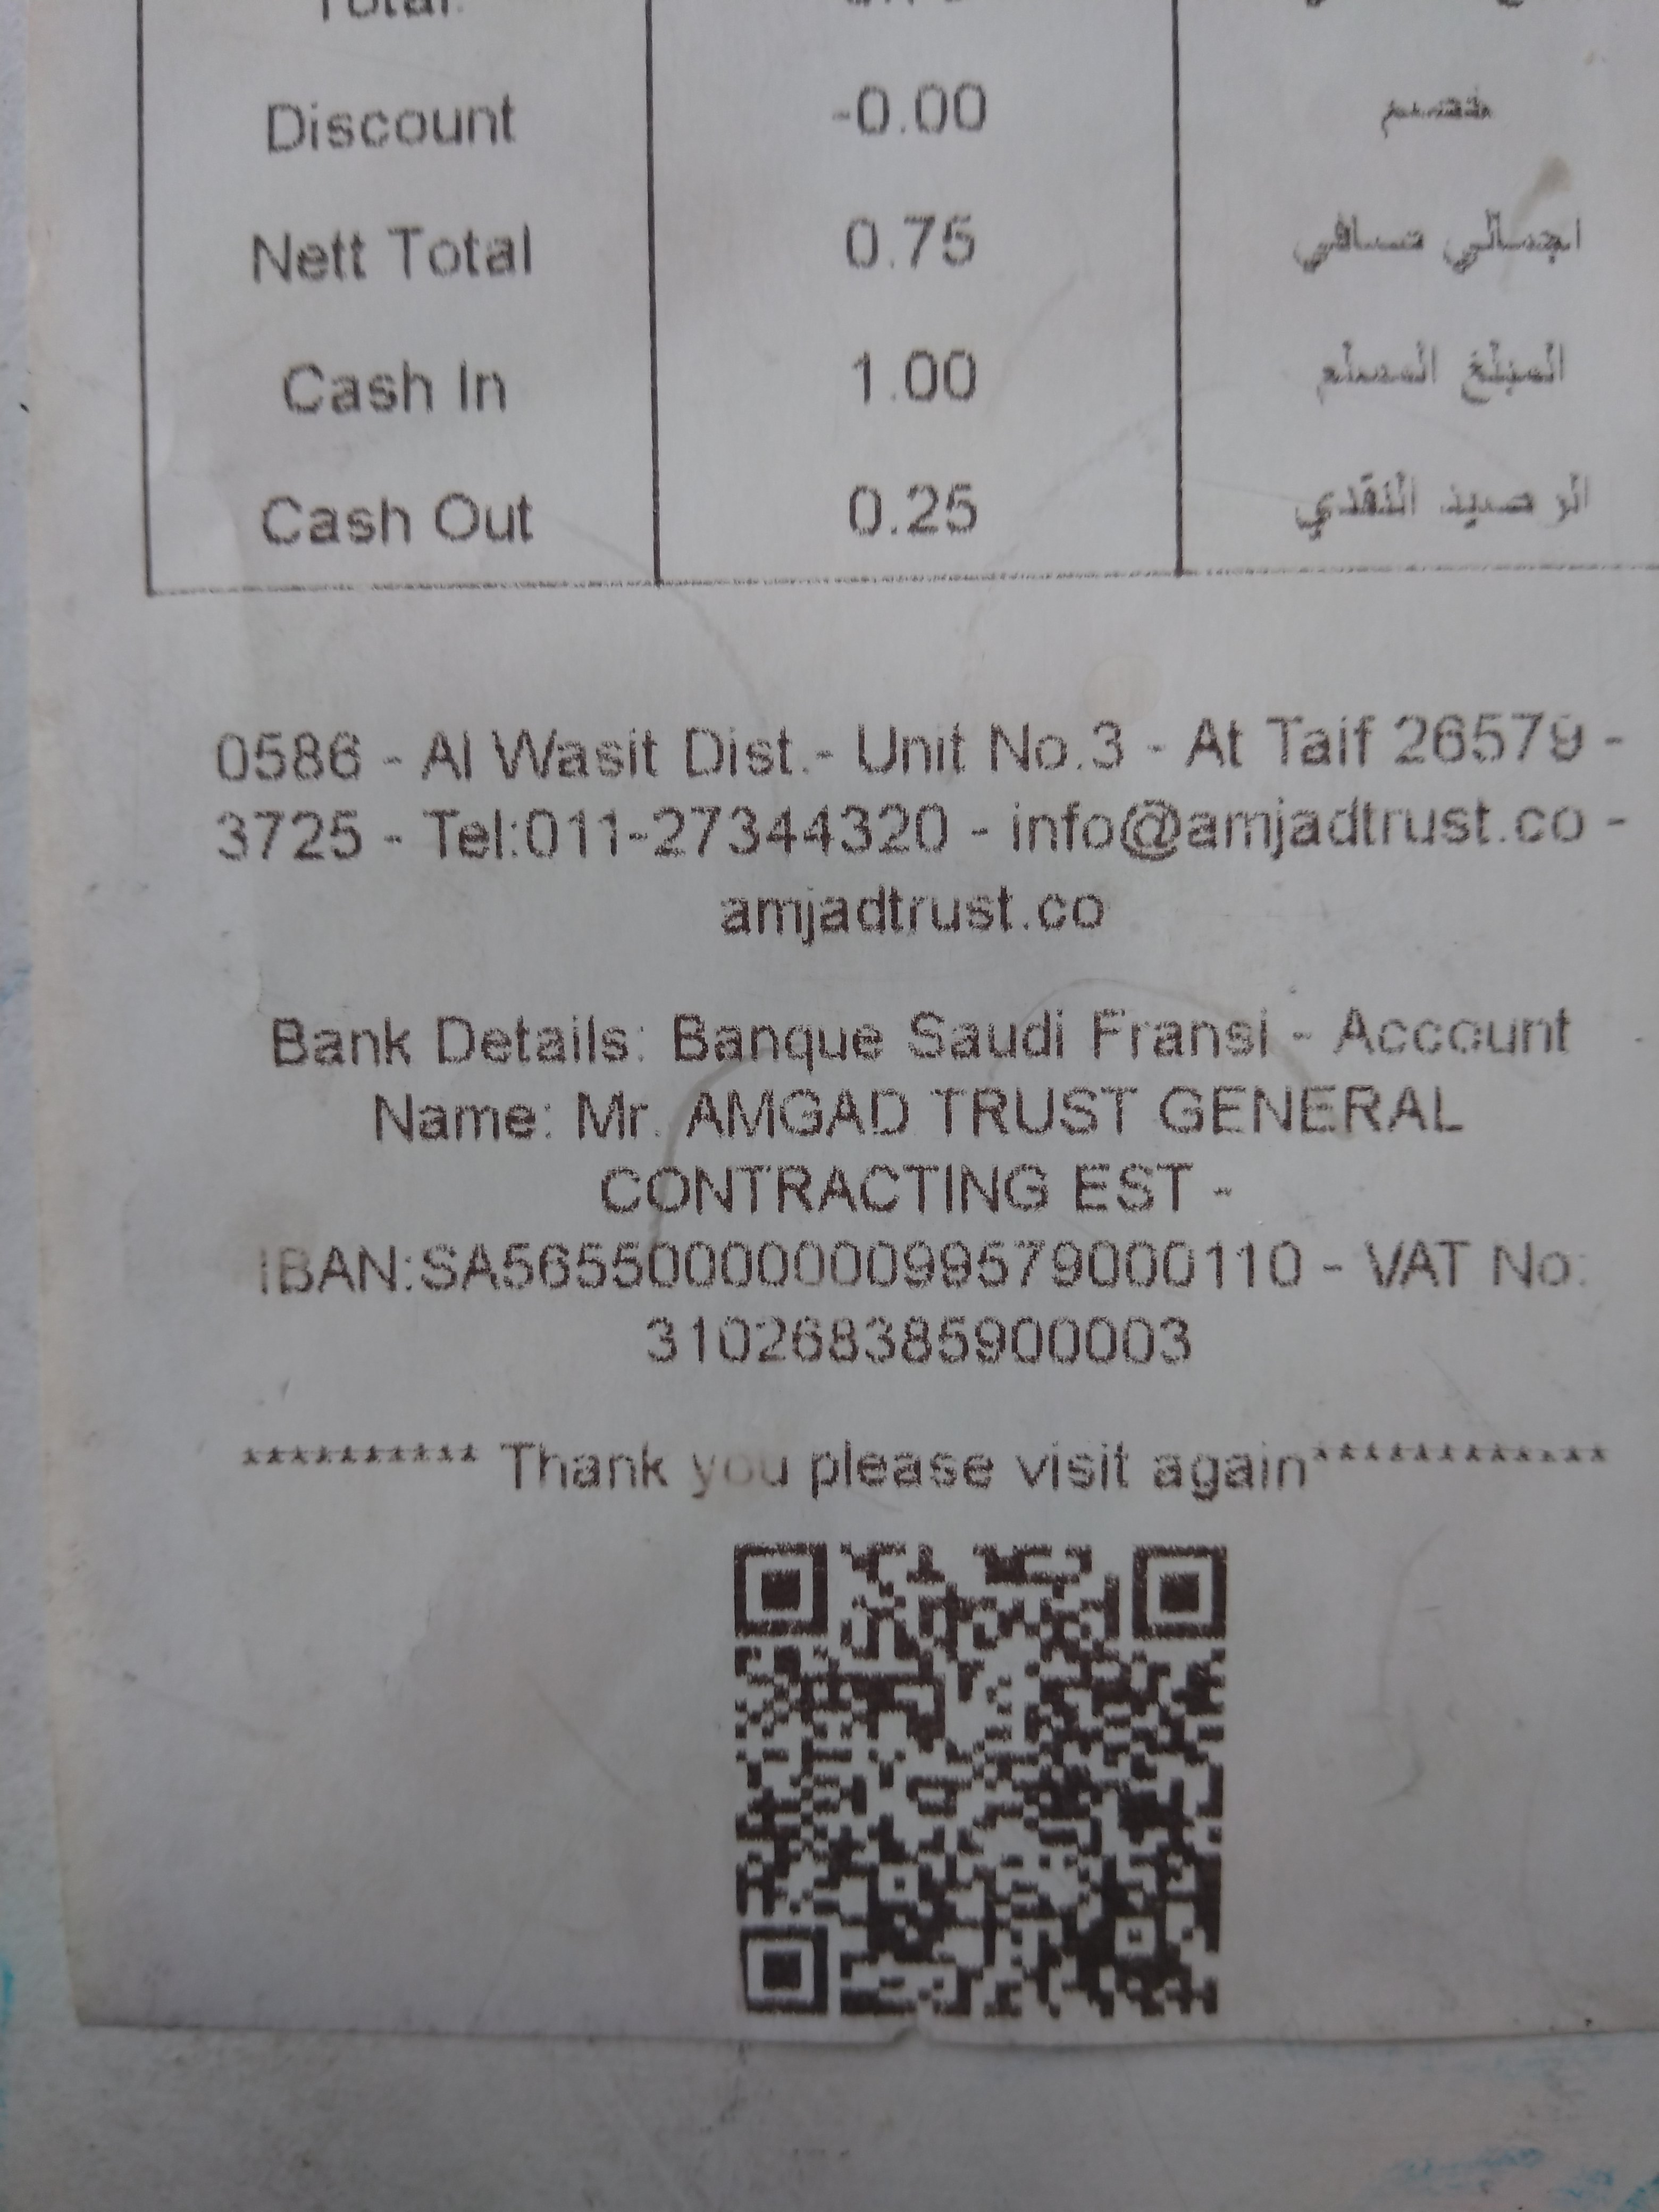 Total:
Discount -0.00 خصم
Nett Total 0.75 اجمالي صافي
Cash In 1.00 المبلغ المسلم
Cash Out 0.25 الرصيد النقدي
0586 - Al Wasit Dist.- Unit No.3 - At Taif 26579 -
3725 - Tel:011-27344320 - info@amjadtrust.co -
amjadtrust.co
Bank Details: Banque Saudi Fransi - Account
Name: Mr. AMGAD TRUST GENERAL
CONTRACTING EST -
IBAN:SA5655000000099579000110 - VAT No:
310268385900003
********** Thank you please visit again************